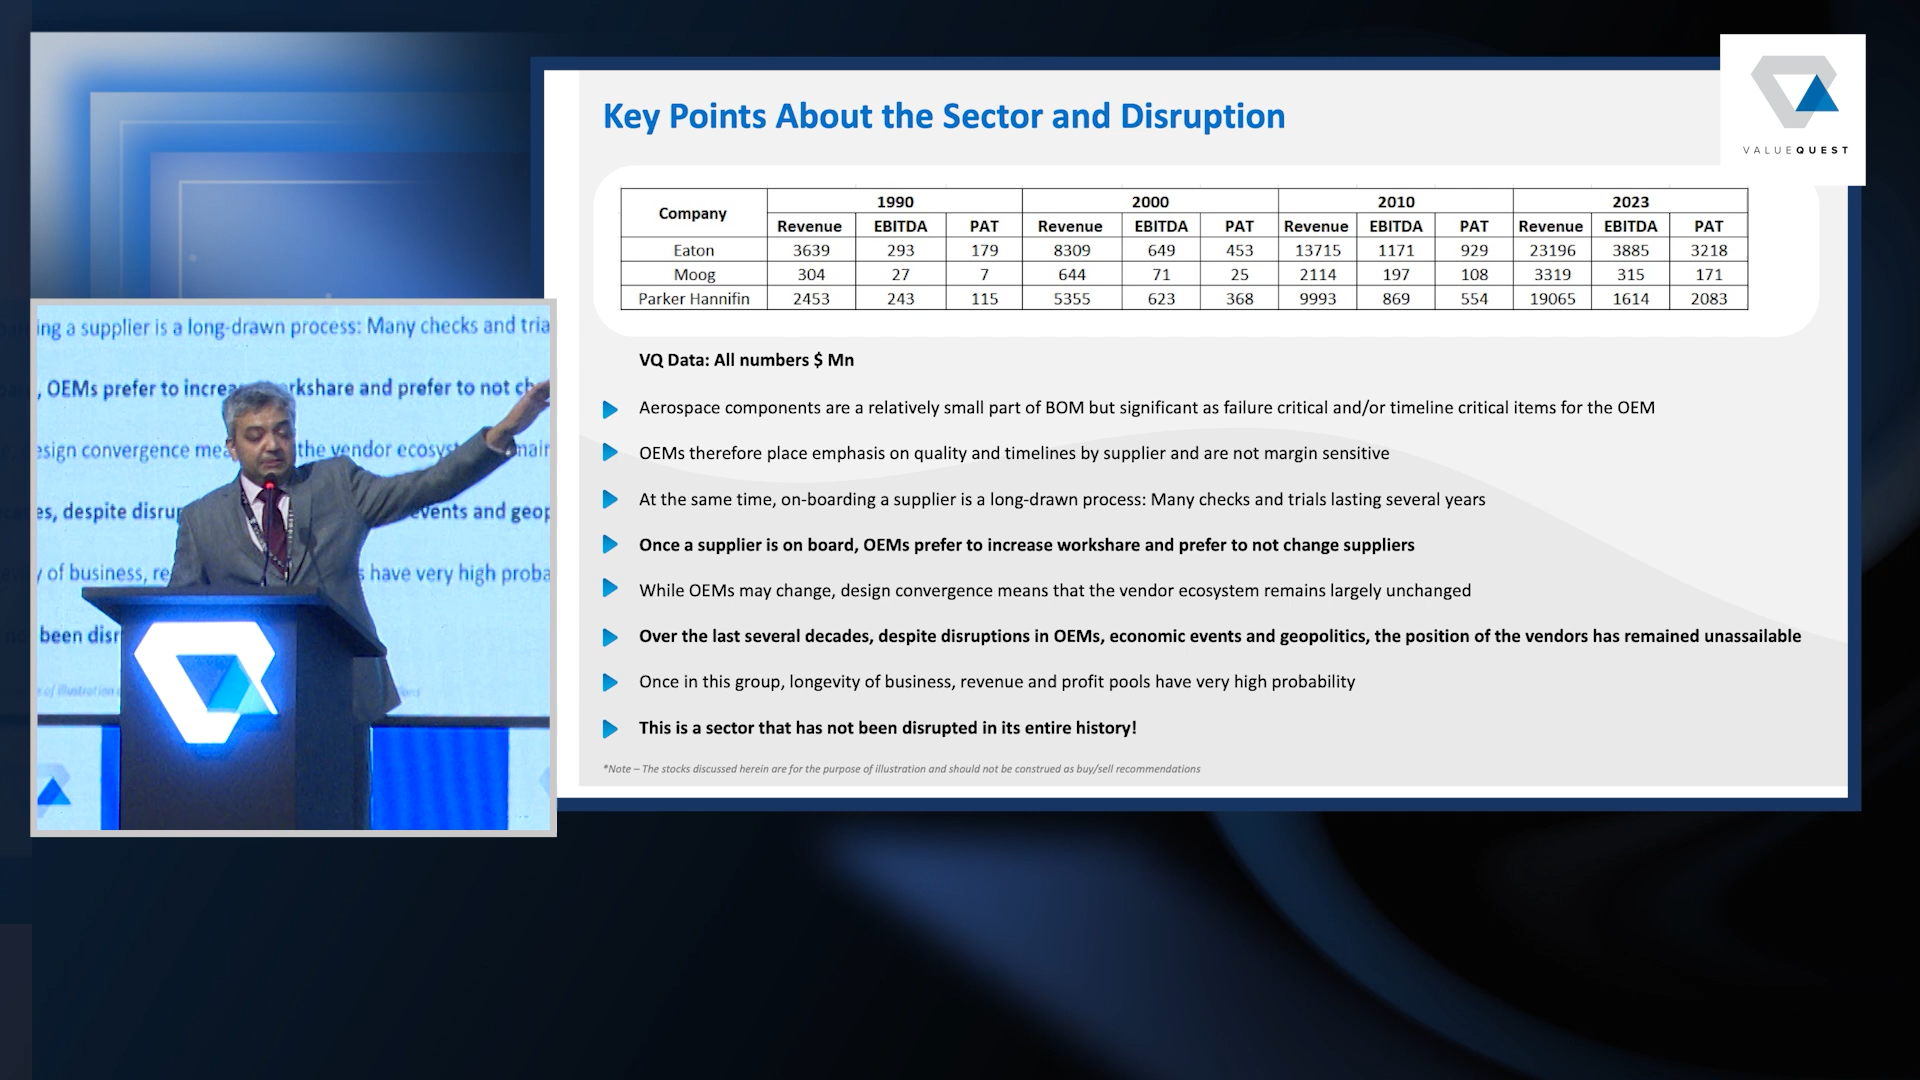 VALUEQUEST
Key Points About the Sector and Disruption
Company 1990 2000 2010 2023
Revenue EBITDA PAT Revenue EBITDA PAT Revenue EBITDA PAT Revenue EBITDA PAT
Eaton 3639 293 179 8309 649 453 13715 1171 929 23196 3885 3218
Moog 304 27 7 644 71 25 2114 197 108 3319 315 171
Parker Hannifin 2453 243 115 5355 623 368 9993 869 554 19065 1614 2083
VQ Data: All numbers $ Mn
Aerospace components are a relatively small part of BOM but significant as failure critical and/or timeline critical items for the OEM
OEMs therefore place emphasis on quality and timelines by supplier and are not margin sensitive
At the same time, on-boarding a supplier is a long-drawn process: Many checks and trials lasting several years
Once a supplier is on board, OEMs prefer to increase workshare and prefer to not change suppliers
While OEMs may change, design convergence means that the vendor ecosystem remains largely unchanged
Over the last several decades, despite disruptions in OEMs, economic events and geopolitics, the position of the vendors has remained unassailable
Once in this group, longevity of business, revenue and profit pools have very high probability
This is a sector that has not been disrupted in its entire history!
*Note – The stocks discussed herein are for the purpose of illustration and should not be construed as buy/sell recommendations
ing a supplier is a long-drawn process: Many checks and tria
, OEMs prefer to increa rkshare and prefer to not ch
esign convergence mea the vendor ecosyst mair
es, despite disrup events and geop
y of business, re s have very high proba
been disr
of illustration